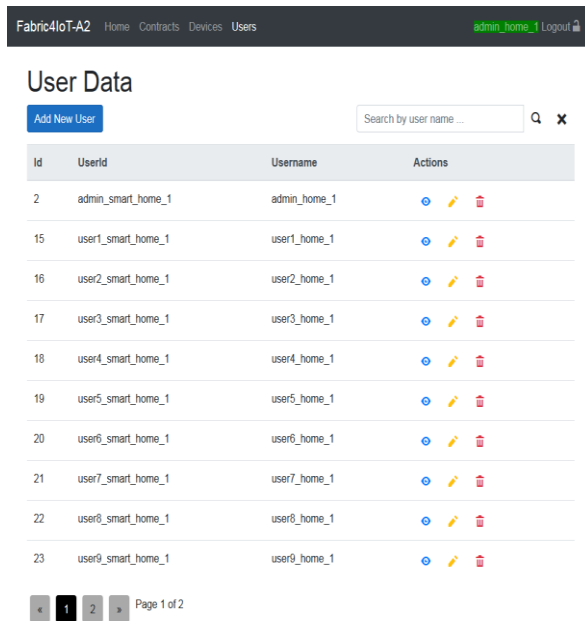 Fabric4IoT-A2 Home Contracts Devices Users admin_home_1 Logout
User Data
Add New User Search by user name ...
Id UserId Username Actions
2 admin_smart_home_1 admin_home_1
15 user1_smart_home_1 user1_home_1
16 user2_smart_home_1 user2_home_1
17 user3_smart_home_1 user3_home_1
18 user4_smart_home_1 user4_home_1
19 user5_smart_home_1 user5_home_1
20 user6_smart_home_1 user6_home_1
21 user7_smart_home_1 user7_home_1
22 user8_smart_home_1 user8_home_1
23 user9_smart_home_1 user9_home_1
« 1 2 » Page 1 of 2